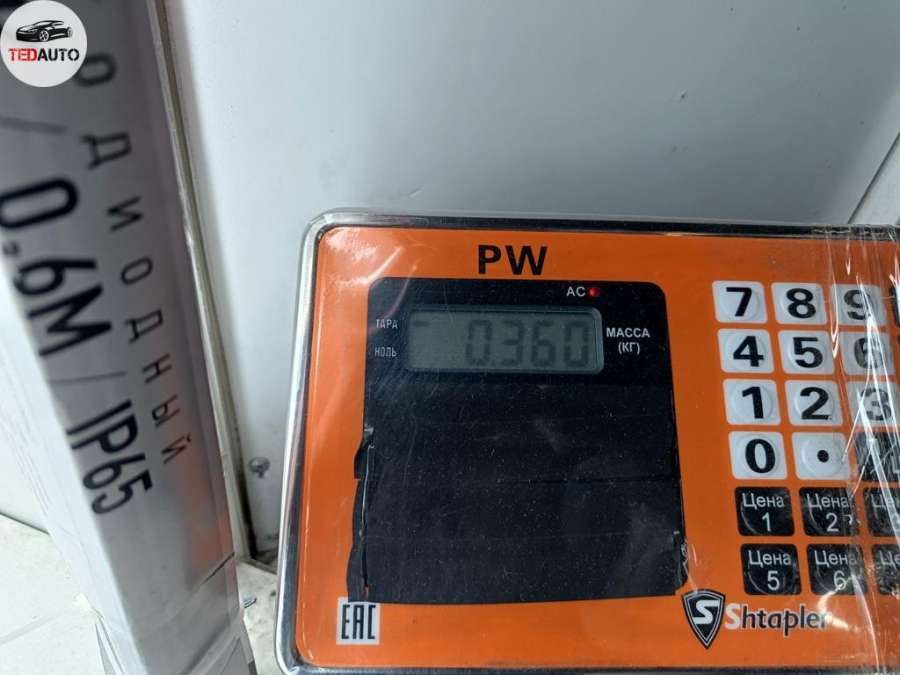 TEDAUTO
ОДИОДНЫЙ
/ 0.6М / IP65
PW
AC
ТАРА
НОЛЬ
0.360
МАССА
(КГ)
7 8 9
4 5 6
1 2 3
0 •
Цена 1
Цена 2
Цена 5
Цена 6
EAC
S Shtapler